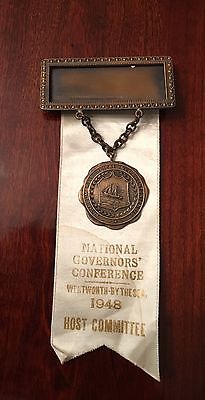 NATIONAL
GOVERNORS'
CONFERENCE
WENTWORTH-BY-THE-SEA,
1948
HOST COMMITTEE